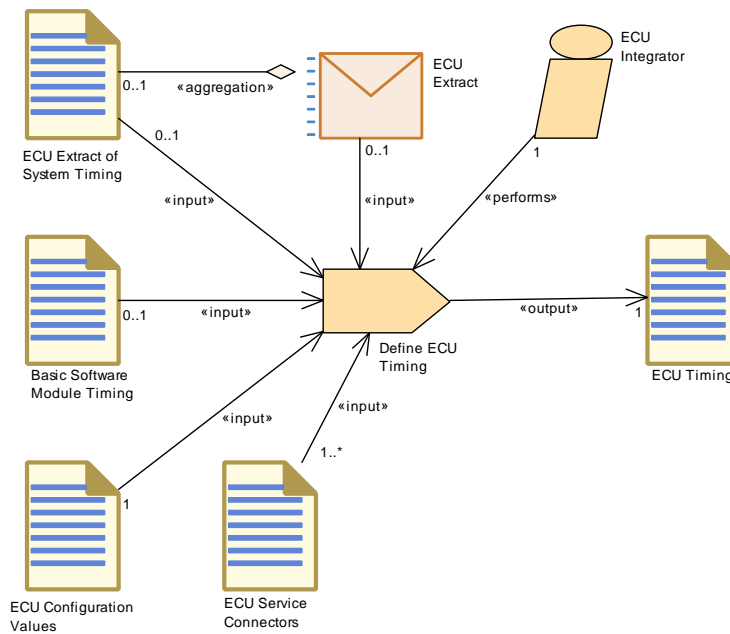 ECU
Integrator
ECU
Extract
0..1
«aggregation»
0..1
0..1
1
ECU Extract of
System Timing
«input»
«input»
«performs»
0..1
«input»
«output»
1
Basic Software
Module Timing
Define ECU
Timing
ECU Timing
«input»
«input»
1
1..*
ECU Configuration
Values
ECU Service
Connectors